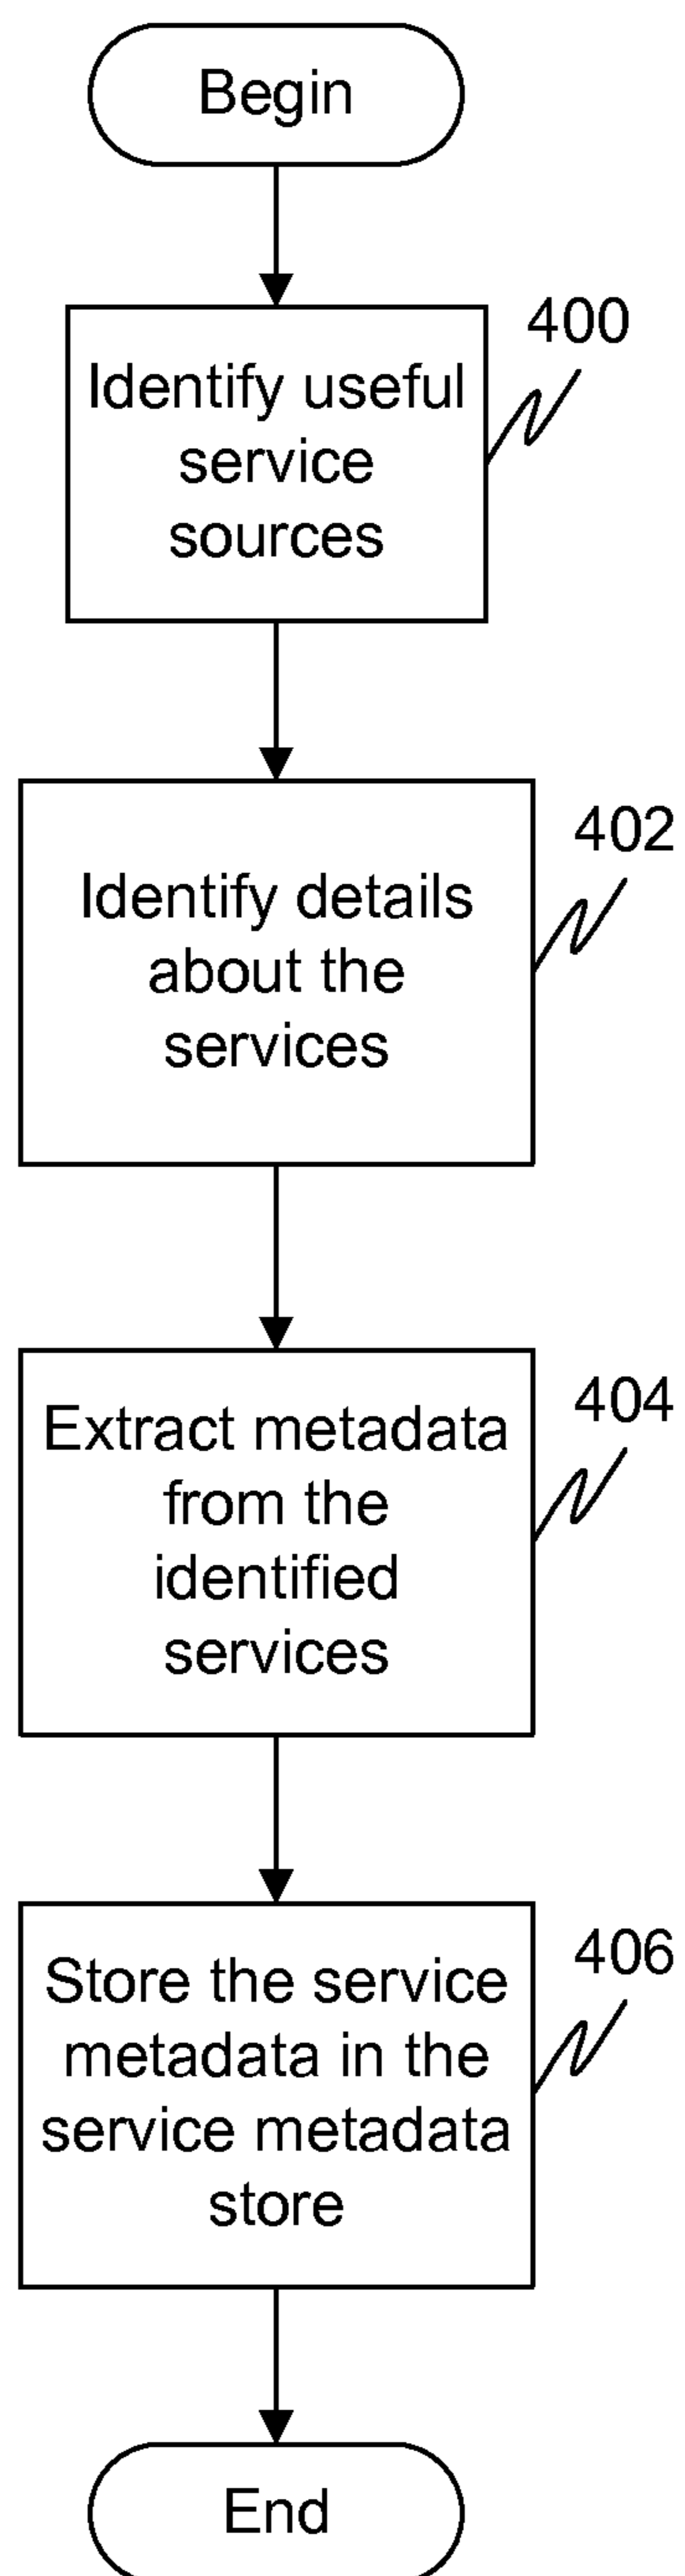 Begin
400
Identify useful
service
sources
402
Identify details
about the
services
404
Extract metadata
from the
identified
services
406
Store the service
metadata in the
service metadata
store
End